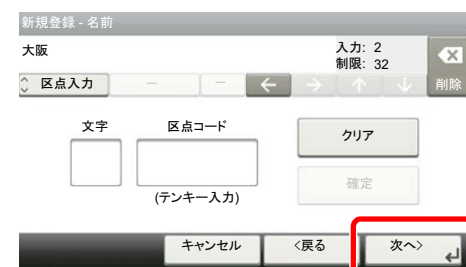 新規登録 - 名前
大阪
入力: 2
制限: 32
区点入力
削除
文字
区点コード
(テンキー入力)
クリア
確定
キャンセル
<戻る
次へ>